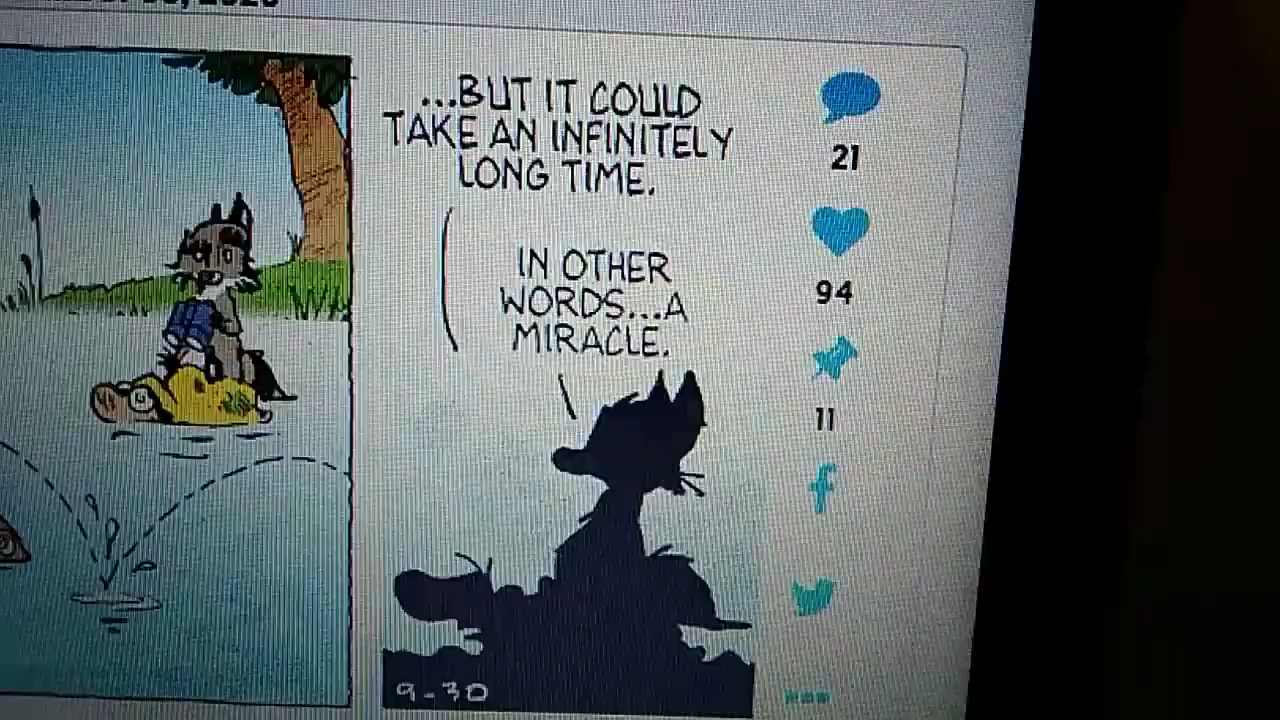 ...BUT IT COULD
TAKE AN INFINITELY
LONG TIME.
IN OTHER
WORDS...A
MIRACLE.
9-30
21
94
11